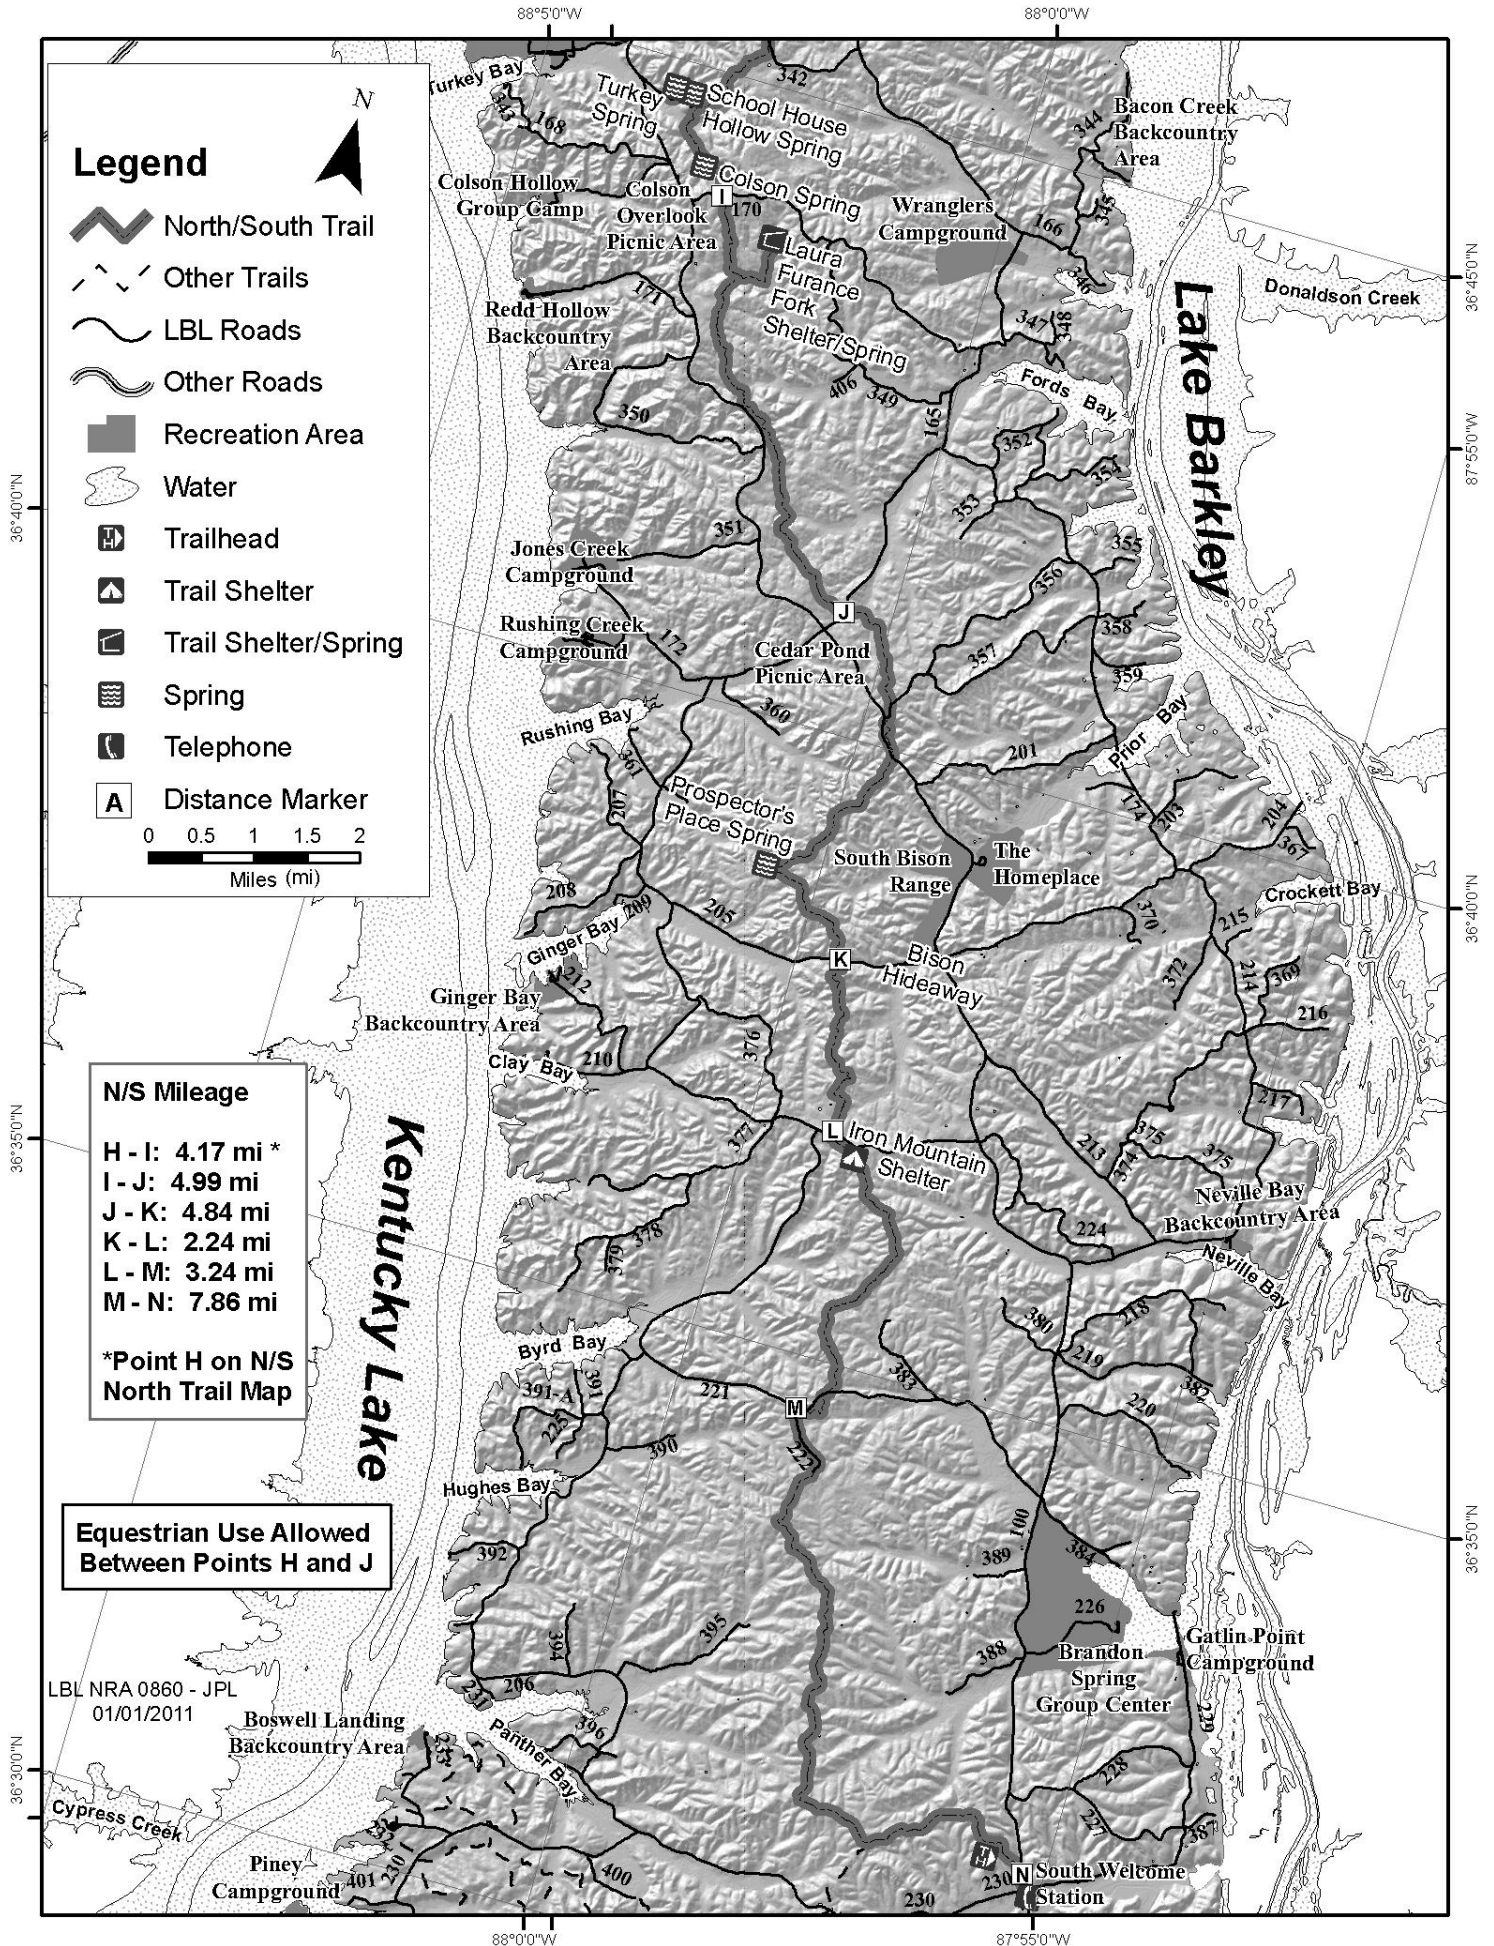 88°5'0"W
88°0'0"W
Legend
N
North/South Trail
Other Trails
LBL Roads
Other Roads
Recreation Area
Water
Trailhead
Trail Shelter
Trail Shelter/Spring
Spring
Telephone
A Distance Marker
0 0.5 1 1.5 2
Miles (mi)
Turkey Bay
343
168
Turkey
Spring
School House
Hollow Spring
342
344
Bacon Creek
Backcountry
Area
Colson Hollow
Group Camp
Colson
Overlook
Picnic Area
I
170
Colson Spring
Wranglers
Campground
166
345
346
Laura
Furance
Fork
Shelter/Spring
171
Redd Hollow
Backcountry
Area
347
348
Donaldson Creek
36°45'0"N
Lake Barkley
350
406
349
165
Fords Bay
352
354
353
87°55'0"W
36°40'0"N
351
Jones Creek
Campground
355
356
Rushing Creek
Campground
172
J
Cedar Pond
Picnic Area
357
358
359
360
Rushing Bay
361
207
Prior Bay
201
Prospector's
Place Spring
174
203
204
367
South Bison
Range
The
Homeplace
208
209
205
Crockett Bay
36°40'0"N
370
215
Ginger Bay
212
K
Bison
Hideaway
372
214
369
216
Ginger Bay
Backcountry Area
376
Clay Bay
210
217
N/S Mileage
H - I: 4.17 mi *
I - J: 4.99 mi
J - K: 4.84 mi
K - L: 2.24 mi
L - M: 3.24 mi
M - N: 7.86 mi
*Point H on N/S
North Trail Map
36°35'0"N
Kentucky Lake
377
L
Iron Mountain
Shelter
213
375
374
375
Neville Bay
Backcountry Area
224
378
379
Neville Bay
Byrd Bay
380
218
219
382
391-A
391
225
221
383
220
M
390
222
Hughes Bay
Equestrian Use Allowed
Between Points H and J
392
100
389
384
36°35'0"N
394
395
226
388
Brandon
Spring
Group Center
Gatlin Point
Campground
LBL NRA 0860 - JPL
01/01/2011
231
206
Boswell Landing
Backcountry Area
233
Panther Bay
396
229
36°30'0"N
228
227
387
Cypress Creek
232
Piney
Campground
401
230
400
230
230
N
South Welcome
Station
88°0'0"W
87°55'0"W